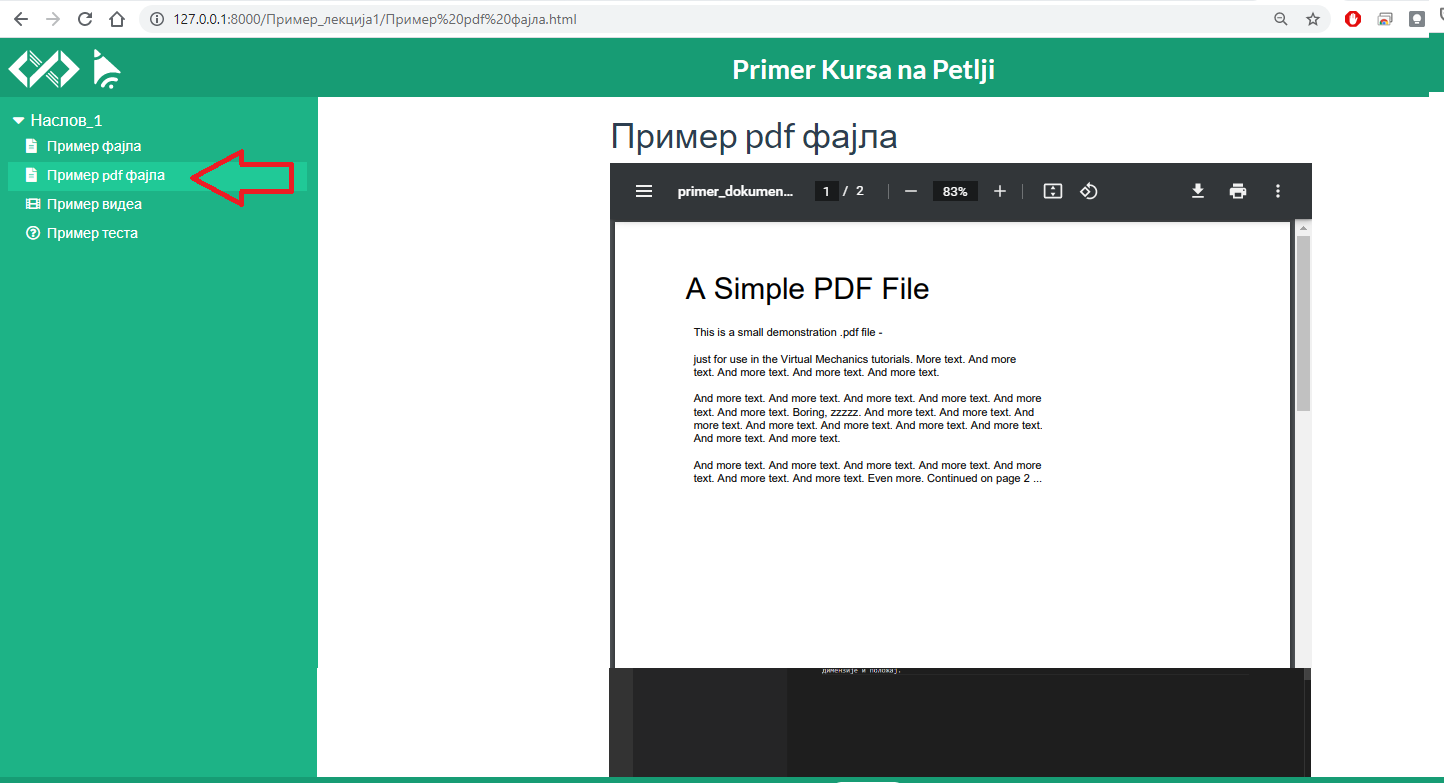 127.0.0.1:8000/Пример_лекција1/Пример%20pdf%20фајла.html
Primer Kursa na Petlji
Наслов_1
Пример фајла
Пример pdf фајла
Пример видеа
Пример теста
Пример pdf фајла
primer_dokumen... 1 / 2 83%
A Simple PDF File
This is a small demonstration .pdf file -
just for use in the Virtual Mechanics tutorials. More text. And more
text. And more text. And more text. And more text.
And more text. And more text. And more text. And more text. And more
text. And more text. Boring, zzzzz. And more text. And more text. And
more text. And more text. And more text. And more text. And more text.
And more text. And more text.
And more text. And more text. And more text. And more text. And more
text. And more text. And more text. Even more. Continued on page 2 ...
димензије и положај.